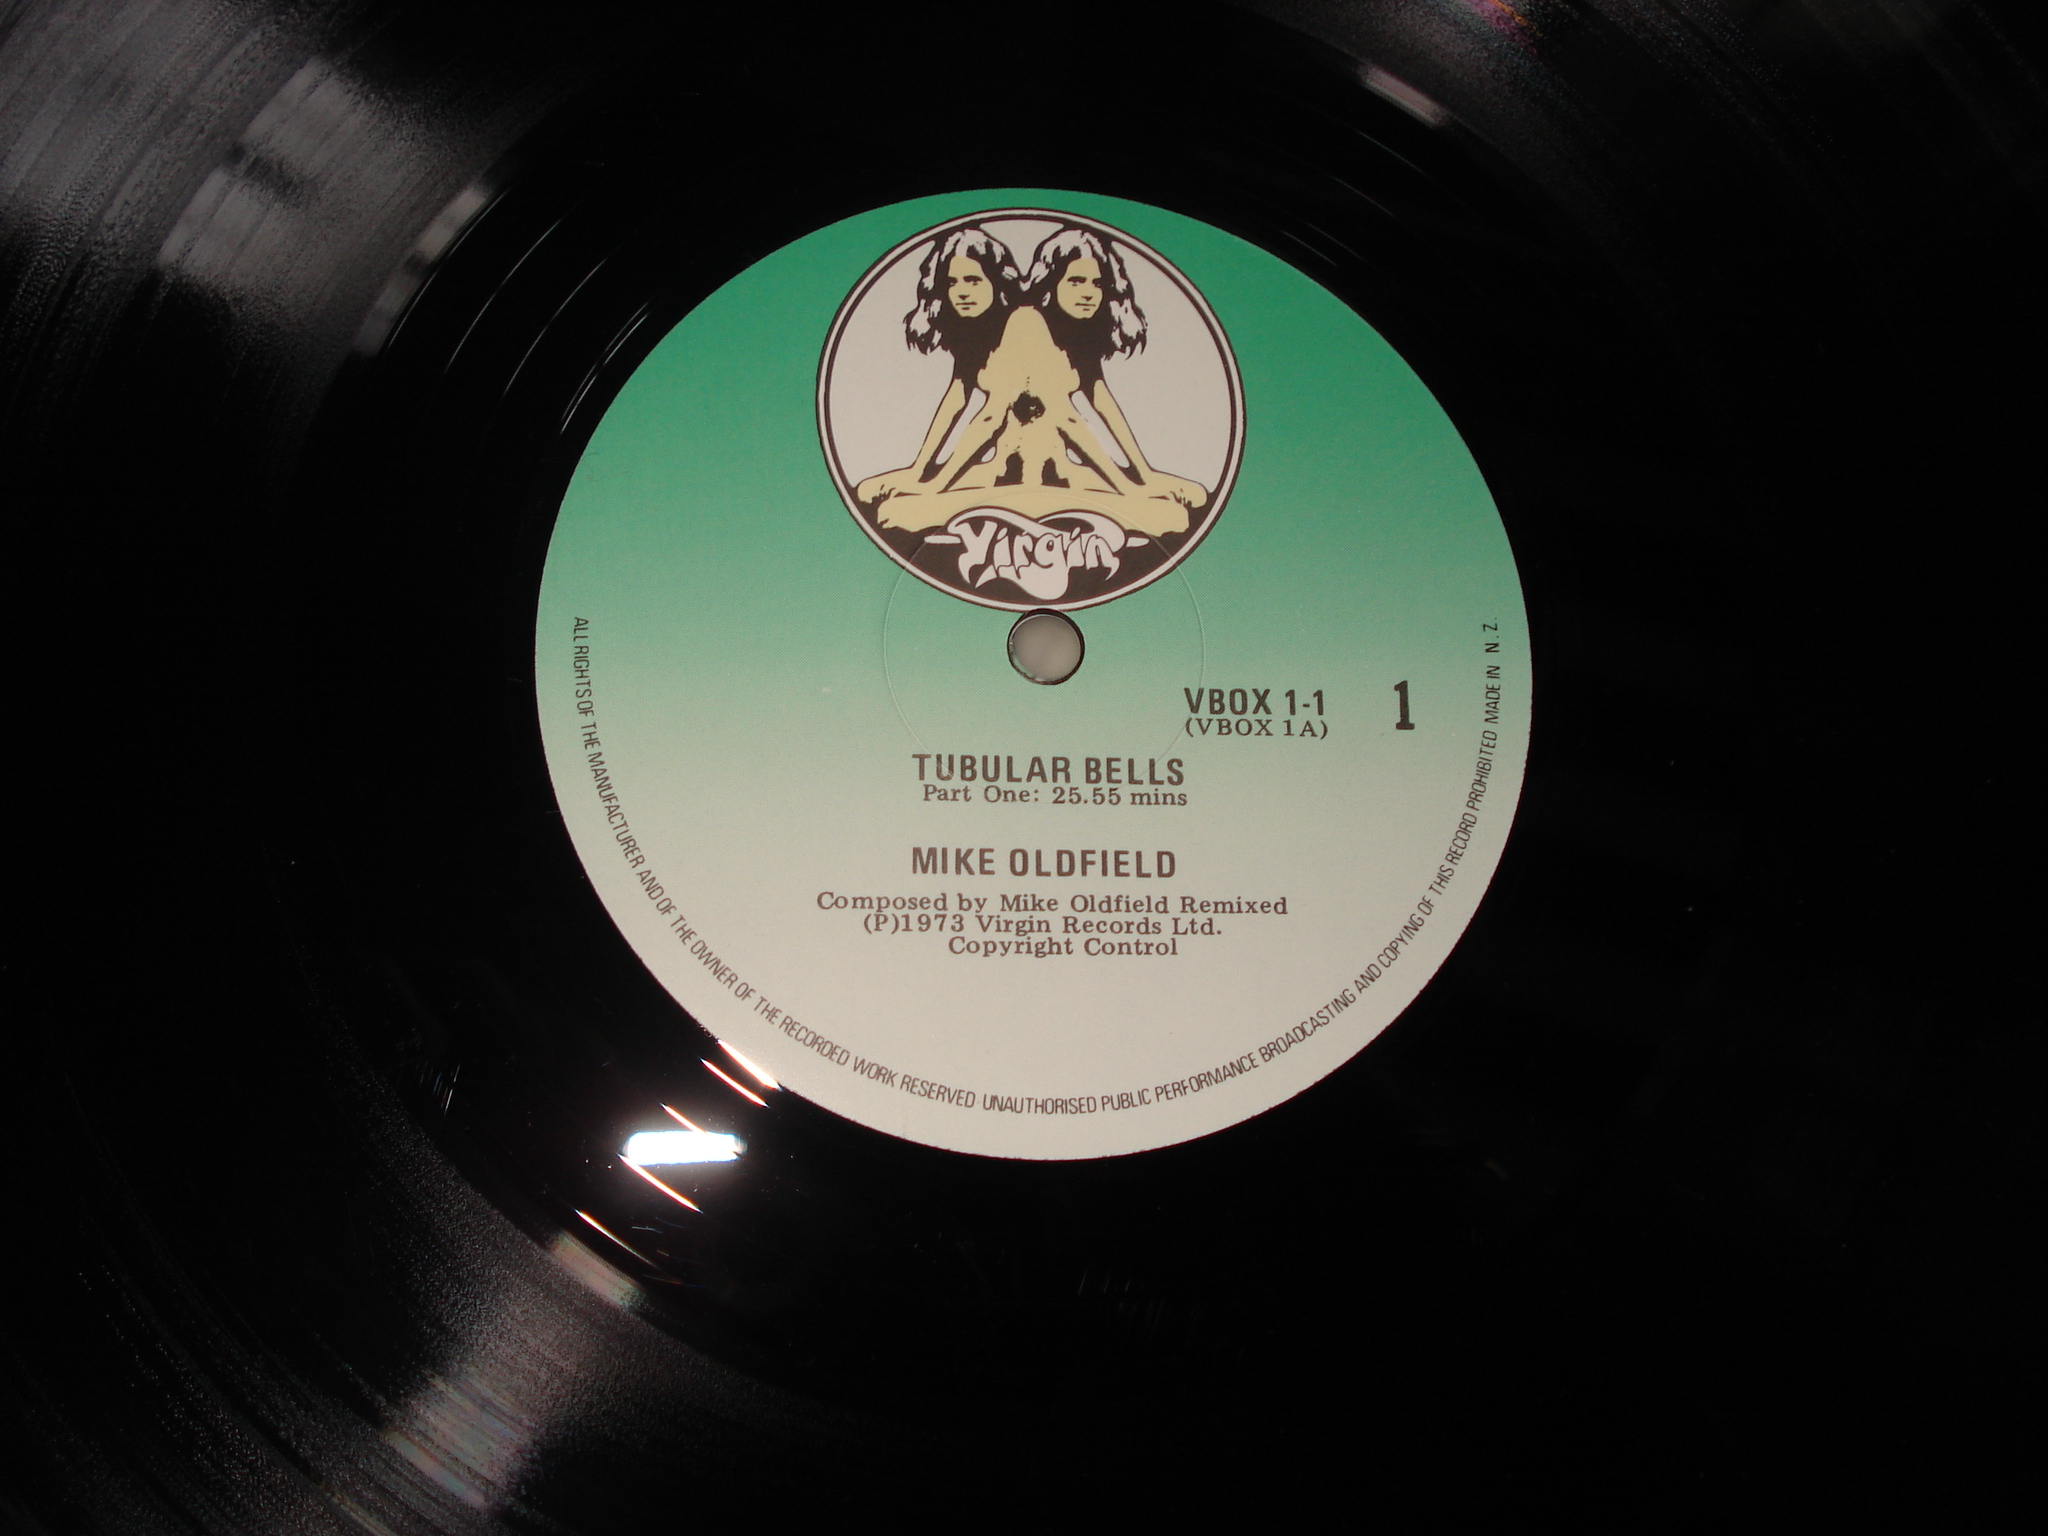 Virgin
VBOX 1-1
1
(VBOX 1A)
TUBULAR BELLS
Part One: 25.55 mins
MIKE OLDFIELD
Composed by Mike Oldfield Remixed
(P)1973 Virgin Records Ltd.
Copyright Control
ALL RIGHTS OF THE MANUFACTURER AND OF THE OWNER OF THE RECORDED WORK RESERVED UNAUTHORISED PUBLIC PERFORMANCE BROADCASTING AND COPYING OF THIS RECORD PROHIBITED MADE IN N. Z.